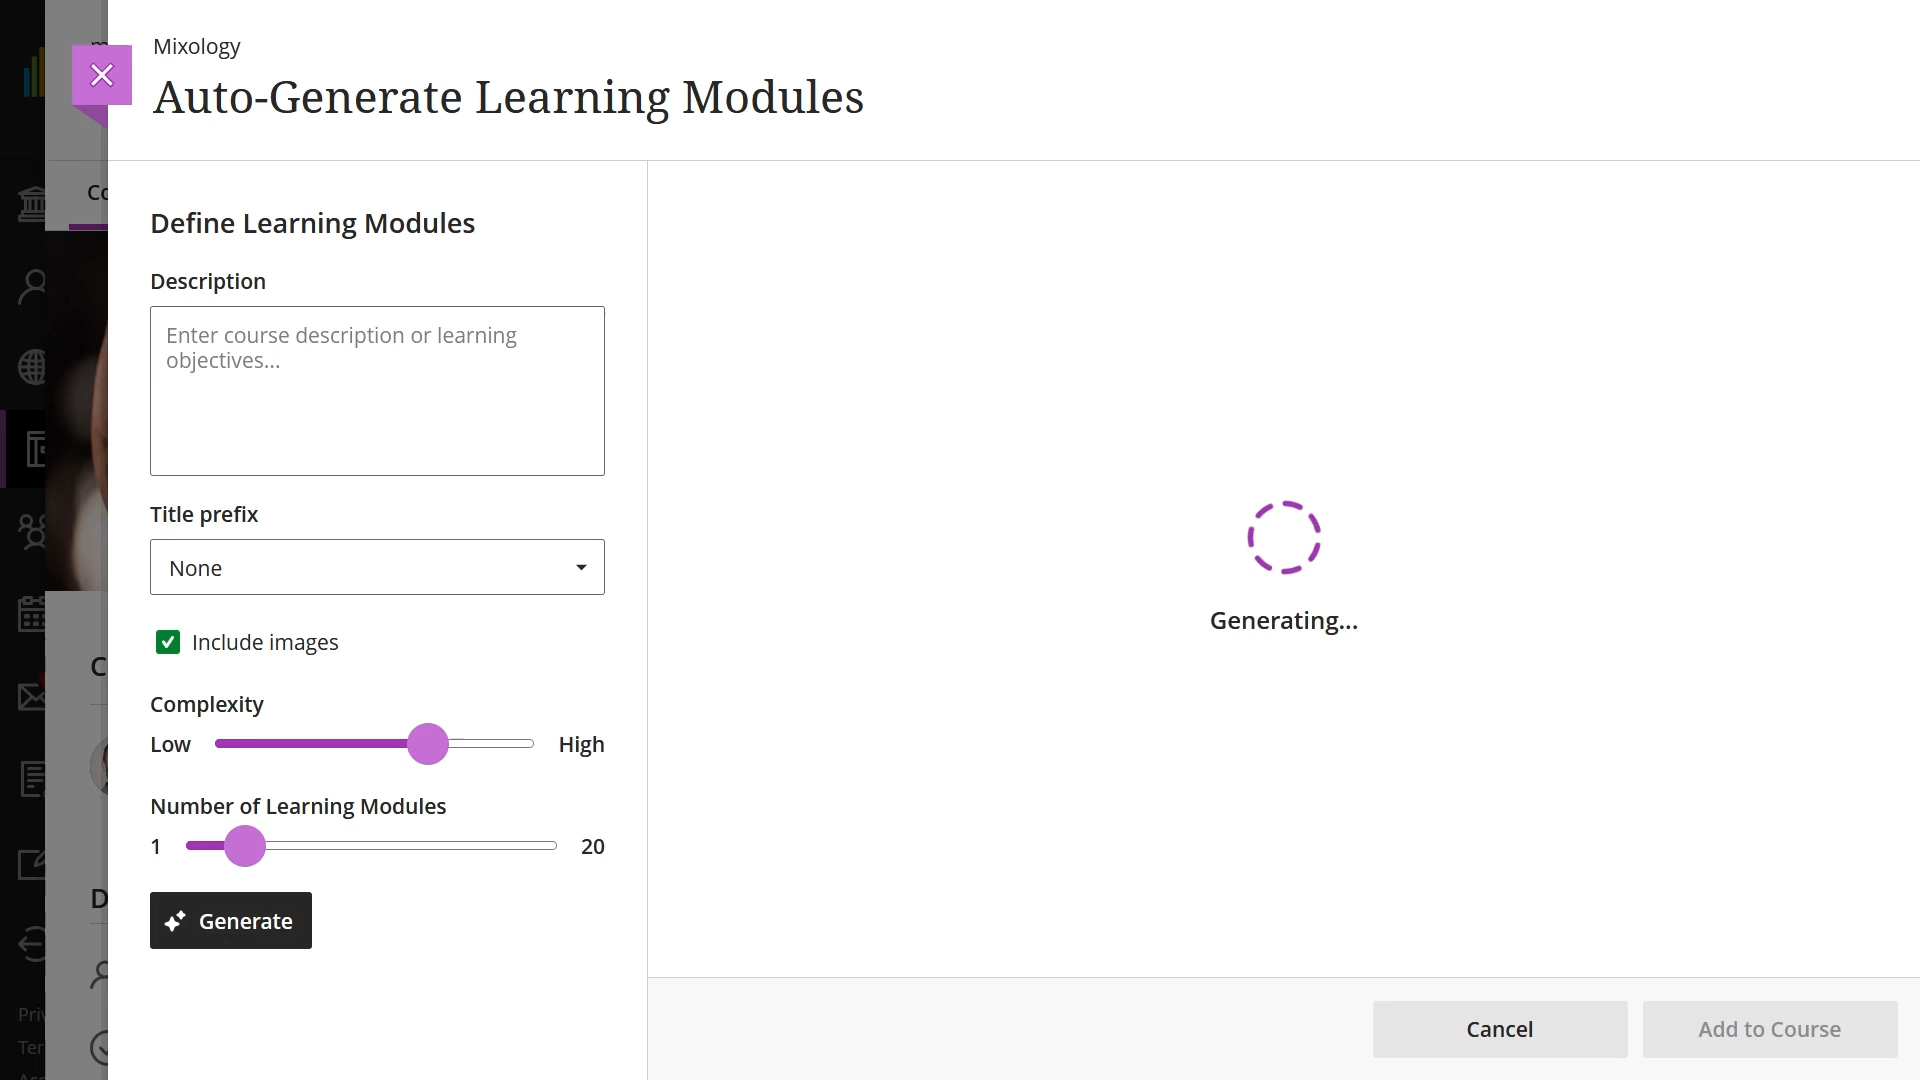 Mixology
Auto-Generate Learning Modules
Define Learning Modules
Description
Enter course description or learning
objectives...
Title prefix
None
Include images
Complexity
Low
High
Number of Learning Modules
1
20
Generate
Generating...
Cancel
Add to Course